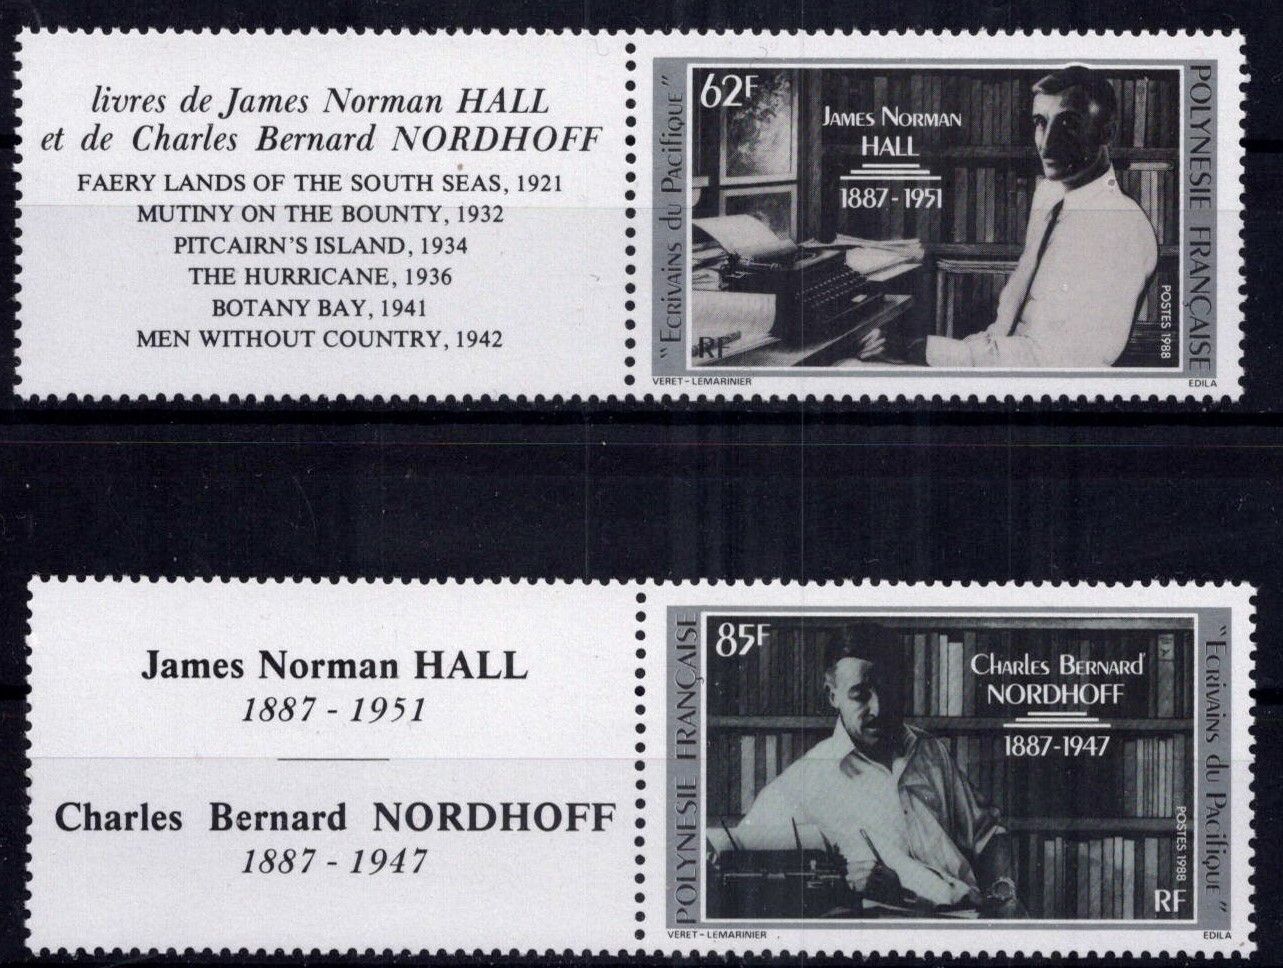 livres de James Norman HALL
et de Charles Bernard NORDHOFF
FAERY LANDS OF THE SOUTH SEAS, 1921
MUTINY ON THE BOUNTY, 1932
PITCAIRN'S ISLAND, 1934
THE HURRICANE, 1936
BOTANY BAY, 1941
MEN WITHOUT COUNTRY, 1942
62F
JAMES NORMAN
HALL
1887-1951
"Ecrivains du Pacifique"
POLYNESIE FRANÇAISE
POSTES 1988
RF
VERET-LEMARINIER
EDILA
James Norman HALL
1887 - 1951
Charles Bernard NORDHOFF
1887 - 1947
85F
CHARLES BERNARD
NORDHOFF
1887-1947
POLYNESIE FRANÇAISE
"Ecrivains du Pacifique"
POSTES 1988
RF
VERET-LEMARINIER
EDILA